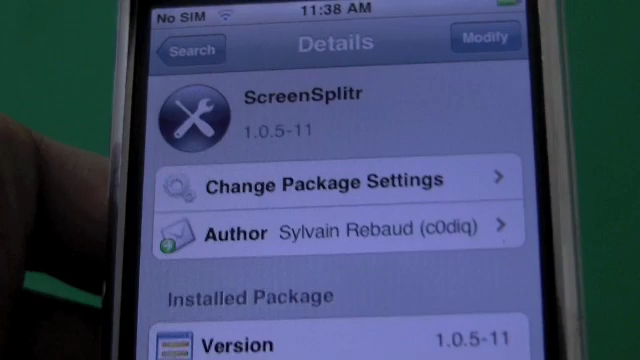 No SIM 11:38 AM
Search Details Modify
ScreenSplitr
1.0.5-11
Change Package Settings
Author Sylvain Rebaud (c0diq)
Installed Package
Version 1.0.5-11